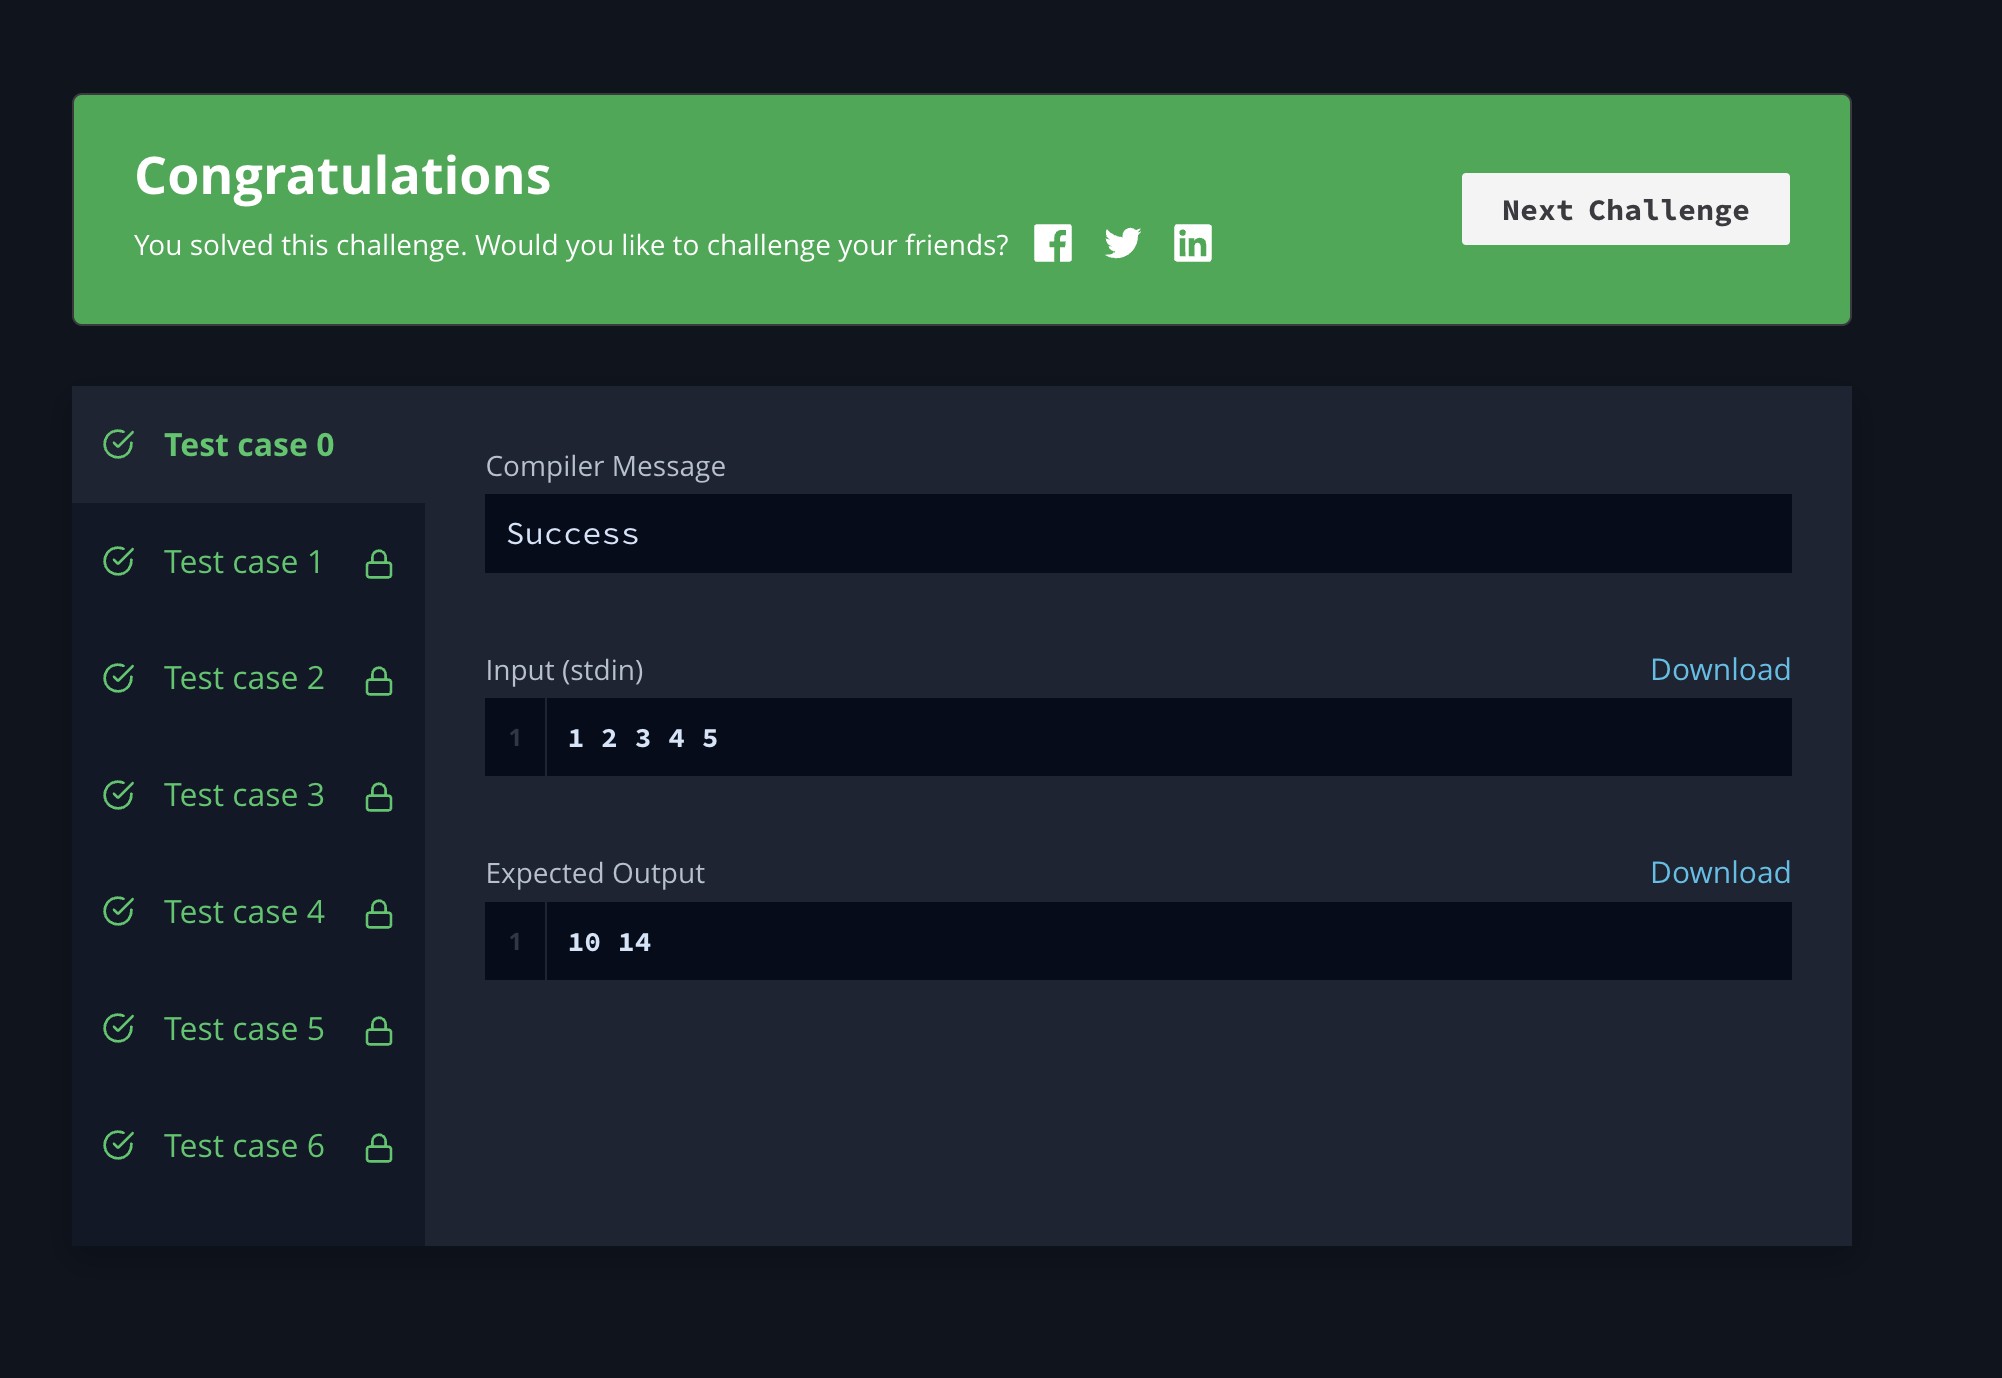 Congratulations
You solved this challenge. Would you like to challenge your friends?
Next Challenge
Test case 0
Test case 1
Test case 2
Test case 3
Test case 4
Test case 5
Test case 6
Compiler Message
Success
Input (stdin)
Download
1
1 2 3 4 5
Expected Output
Download
1
10 14